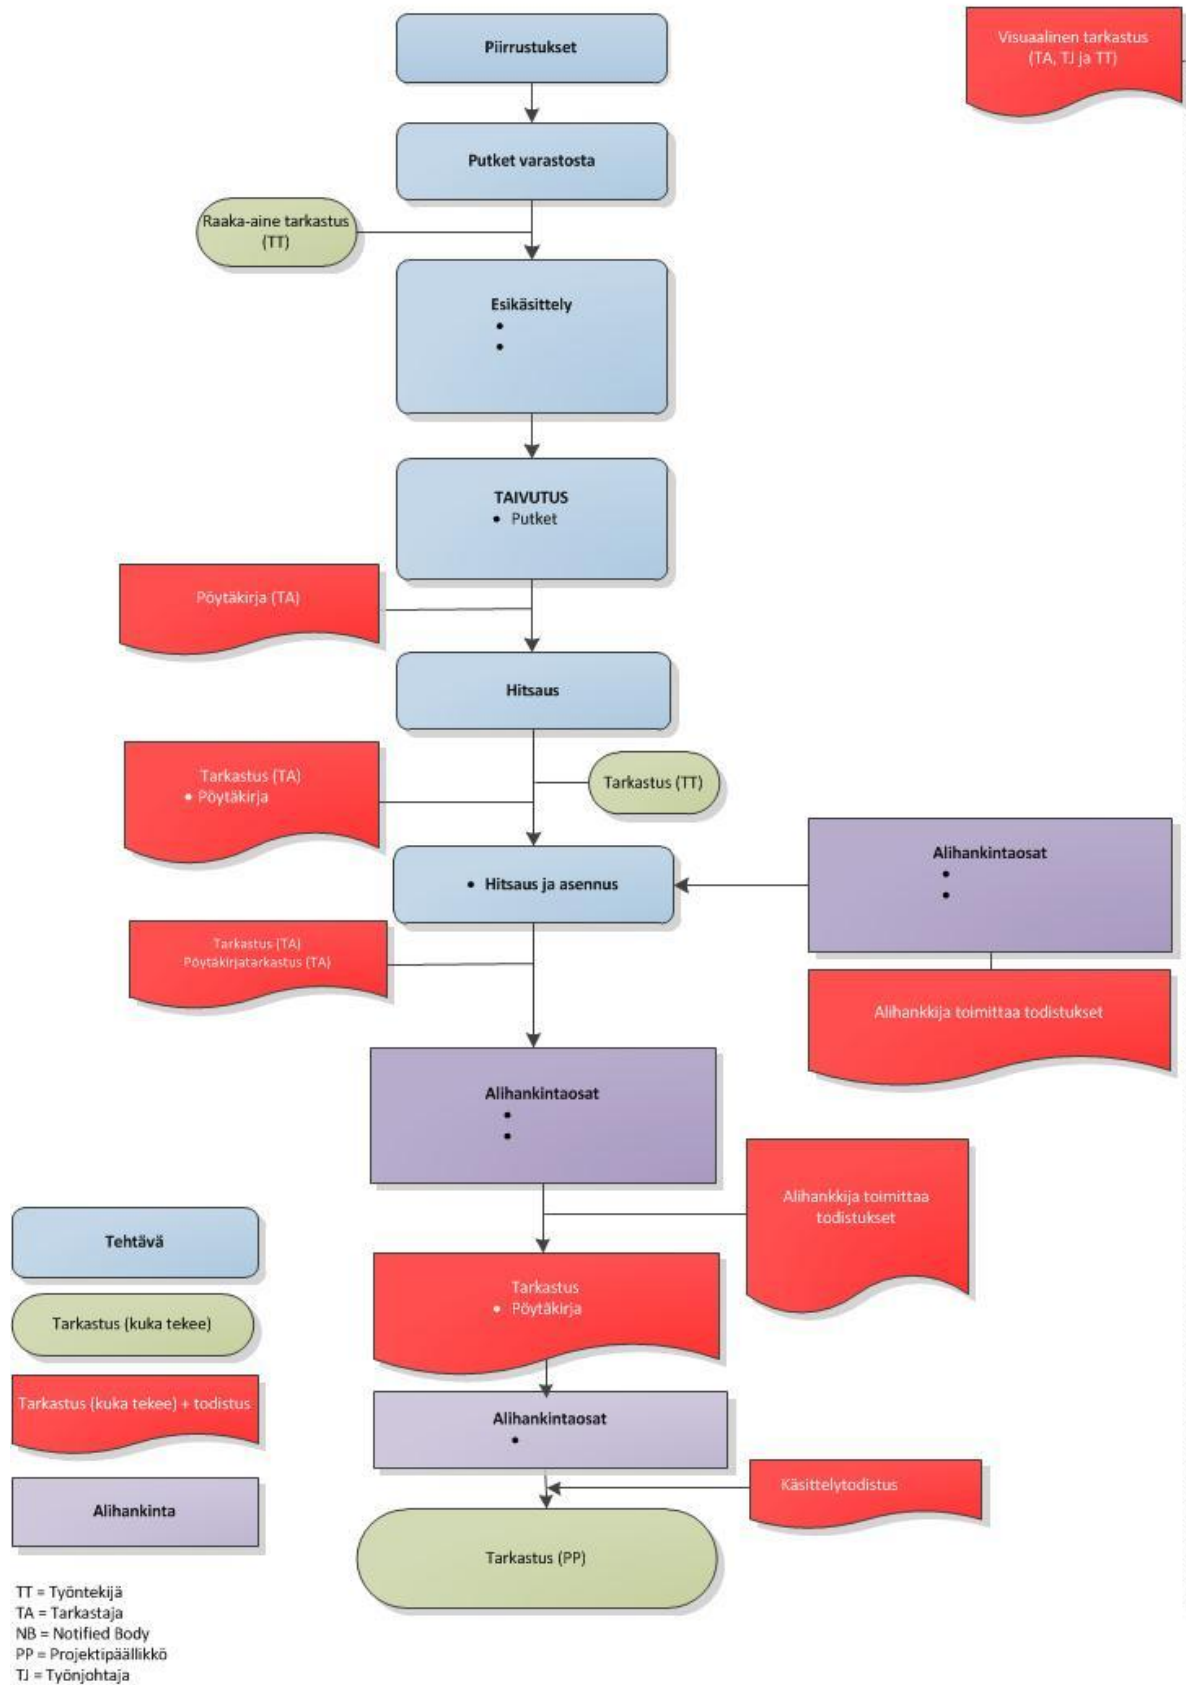 Piirrustukset
Visuaalinen tarkastus
(TA, TJ ja TT)
Putket varastosta
Raaka-aine tarkastus
(TT)
Esikäsittely
•
•
TAIVUTUS
• Putket
Pöytäkirja (TA)
Hitsaus
Tarkastus (TA)
• Pöytäkirja
Tarkastus (TT)
• Hitsaus ja asennus
Alihankintaosat
•
•
Tarkastus (TA)
Pöytäkirjatarkastus (TA)
Alihankkija toimittaa todistukset
Alihankintaosat
•
•
Alihankkija toimittaa
todistukset
Tarkastus
• Pöytäkirja
Alihankintaosat
•
Käsittelytodistus
Tarkastus (PP)
Tehtävä
Tarkastus (kuka tekee)
Tarkastus (kuka tekee) + todistus
Alihankinta
TT = Työntekijä
TA = Tarkastaja
NB = Notified Body
PP = Projektipäällikkö
TJ = Työnjohtaja